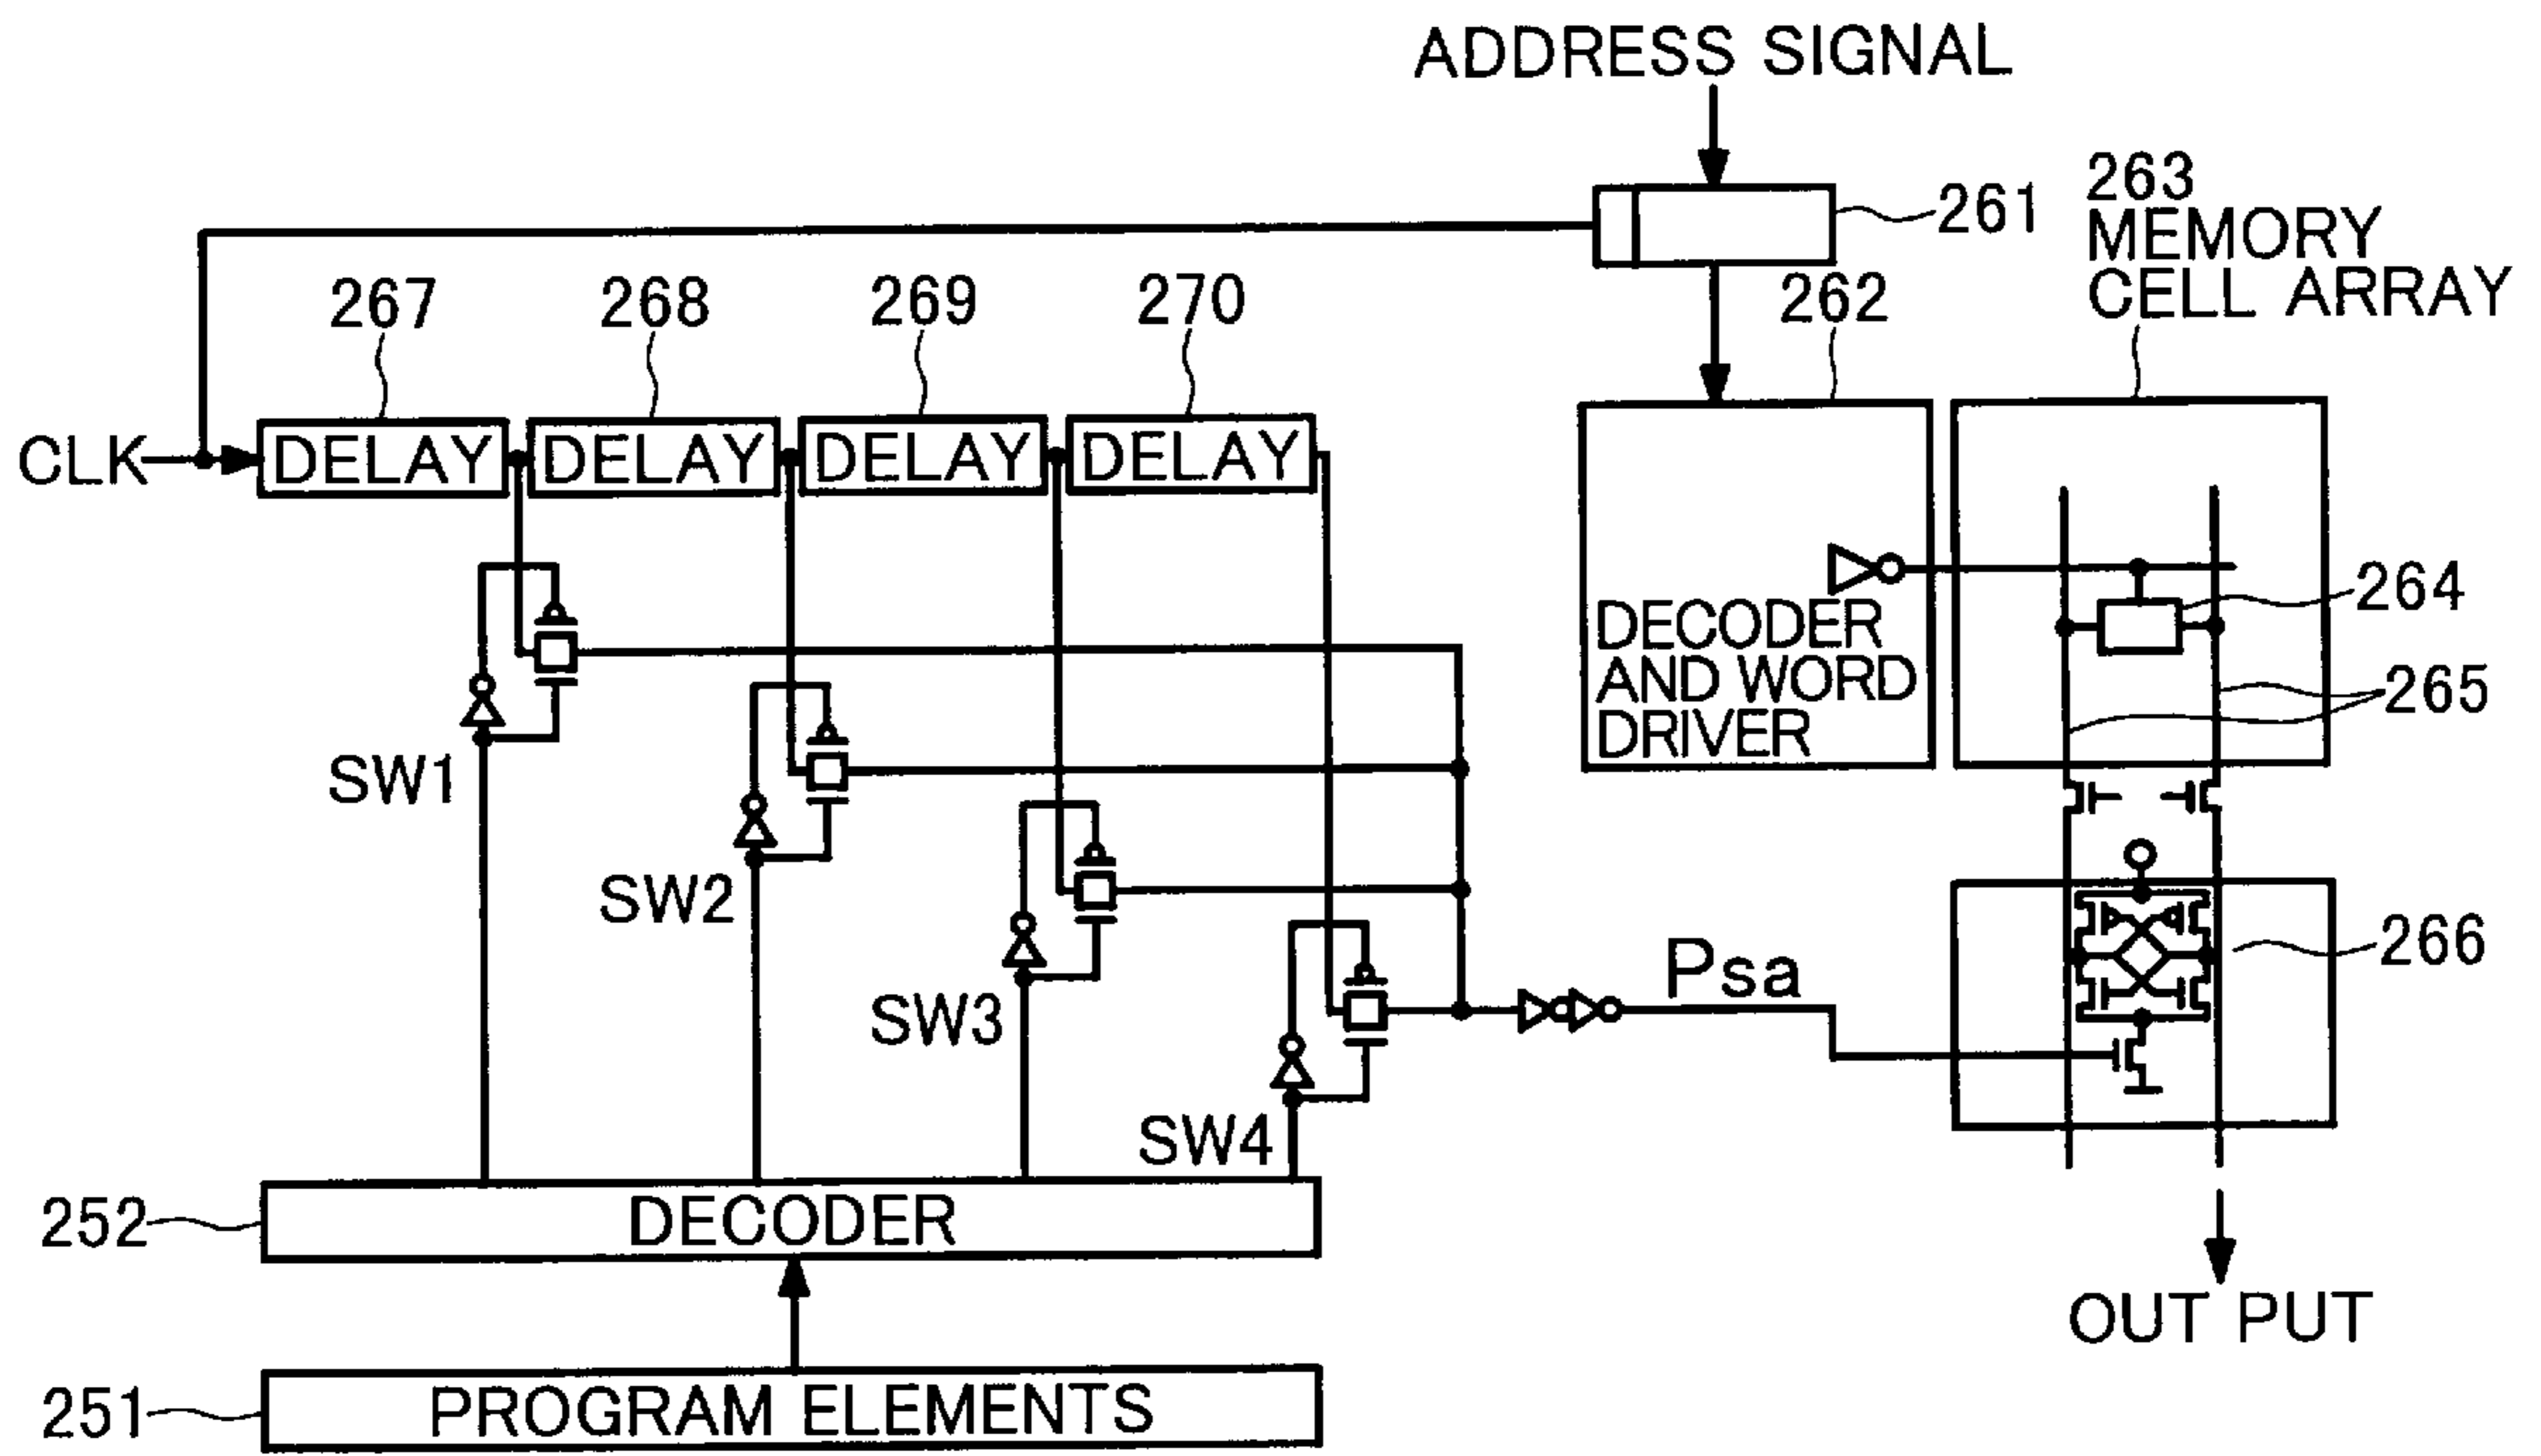 ADDRESS SIGNAL
261
263
MEMORY
CELL ARRAY
262
267
268
269
270
CLK
DELAY
DELAY
DELAY
DELAY
DECODER
AND WORD
DRIVER
264
265
SW1
SW2
SW3
SW4
Psa
266
252
DECODER
OUT PUT
251
PROGRAM ELEMENTS